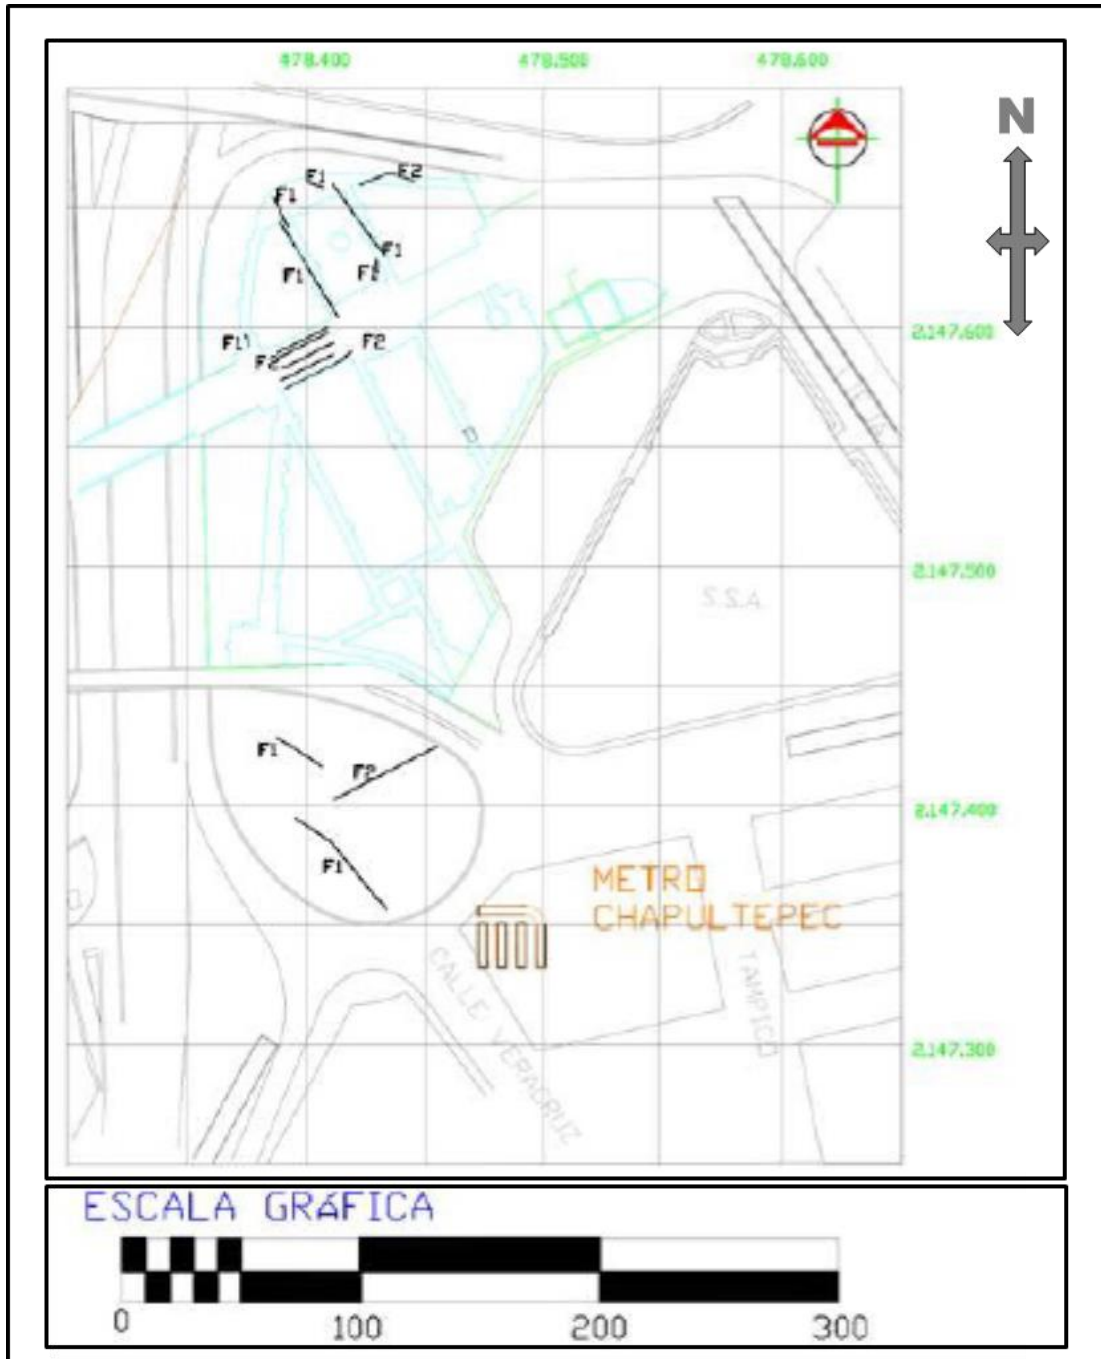 478.400 478.500 478.600
N
F1 F2
F1
F1
F1 F2
F1 F2
F2
2.147.600
2.147.500
S.S.A.
F1
F2
2.147.400
F1
METRO
CHAPULTEPEC
CALLE VERACRUZ
TAMPICO
2.147.300
ESCALA GRÁFICA
0 100 200 300